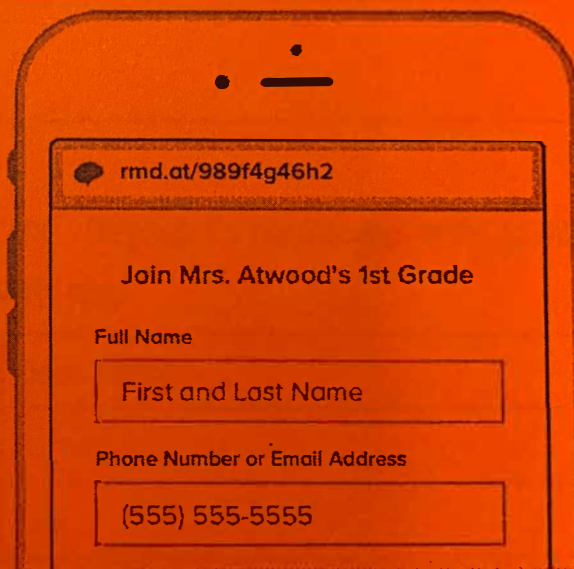 rmd.at/989f4g46h2
Join Mrs. Atwood's 1st Grade
Full Name
First and Last Name
Phone Number or Email Address
(555) 555-5555